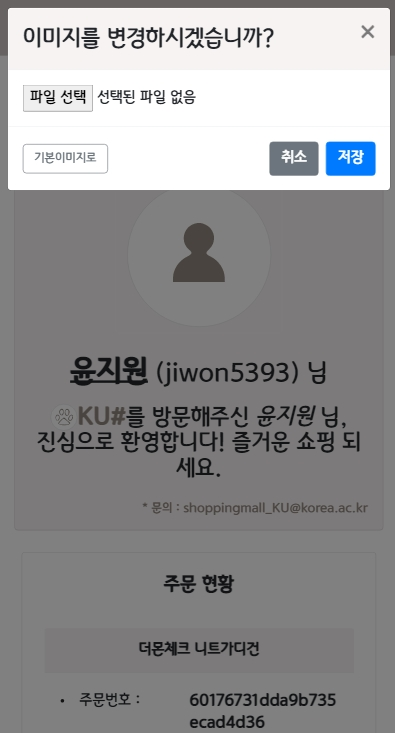 이미지를 변경하시겠습니까?
×
파일 선택 선택된 파일 없음
기본이미지로
취소
저장
윤지원 (jiwon5393) 님
KU#를 방문해주신 윤지원 님,
진심으로 환영합니다! 즐거운 쇼핑 되
세요.
* 문의 : shoppingmall_KU@korea.ac.kr
주문 현황
더몬체크 니트가디건
• 주문번호 : 60176731dda9b735
ecad4d36